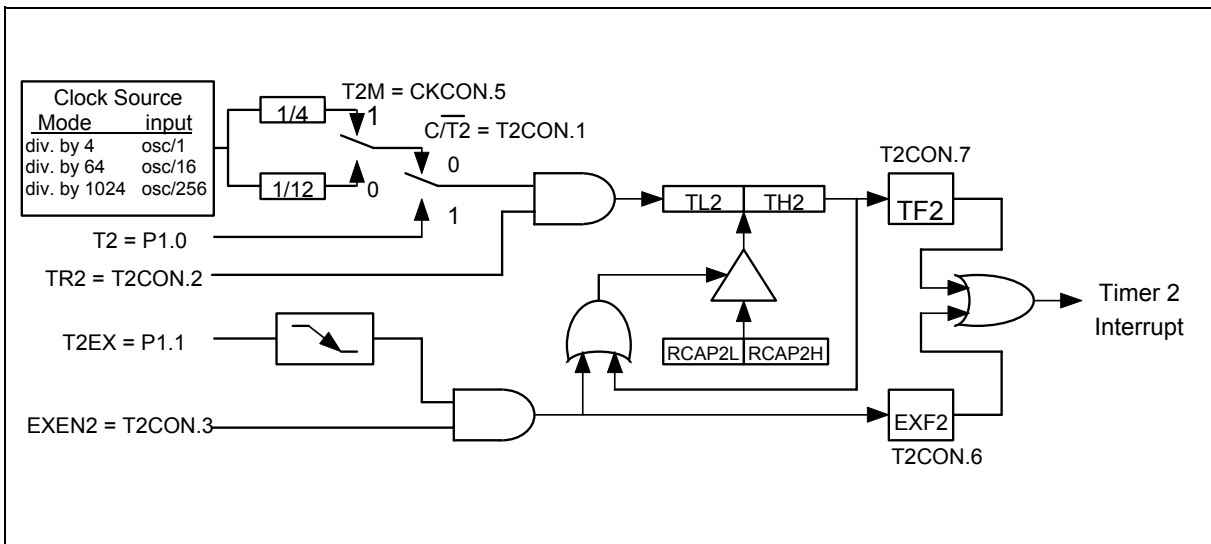 Clock Source
Mode input
div. by 4 osc/1
div. by 64 osc/16
div. by 1024 osc/256
1/4
1/12
T2M = CKCON.5
1
0
C/T2 = T2CON.1
0
1
T2 = P1.0
TR2 = T2CON.2
TL2 TH2
T2CON.7
TF2
T2EX = P1.1
RCAP2L RCAP2H
Timer 2
Interrupt
EXEN2 = T2CON.3
EXF2
T2CON.6